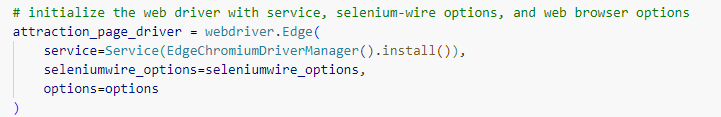 # initialize the web driver with service, selenium-wire options, and web browser options
attraction_page_driver = webdriver.Edge(
    service=Service(EdgeChromiumDriverManager().install()),
    seleniumwire_options=seleniumwire_options,
    options=options
)